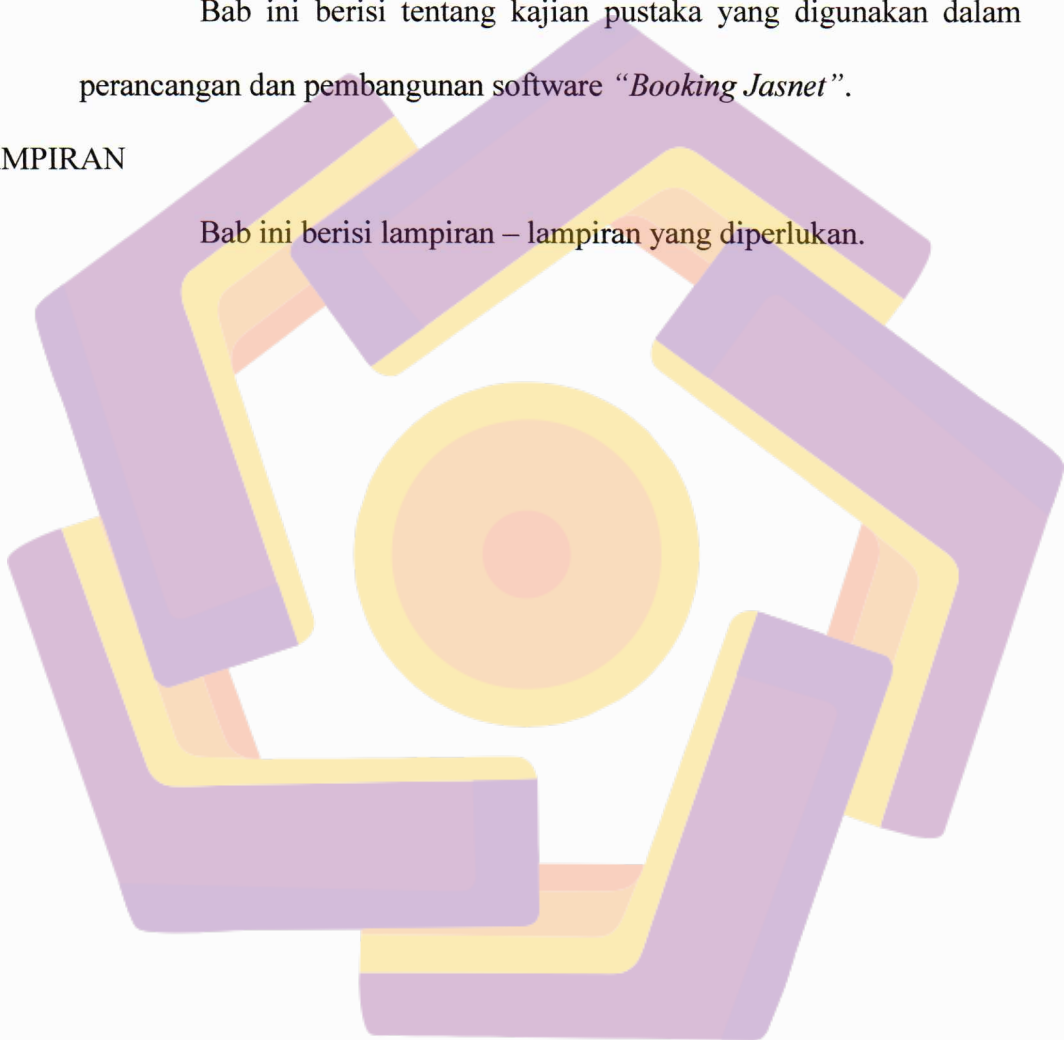 Bab ini berisi tentang kajian pustaka yang digunakan dalam
perancangan dan pembangunan software “Booking Jasnet”.
MPIRAN
Bab ini berisi lampiran – lampiran yang diperlukan.